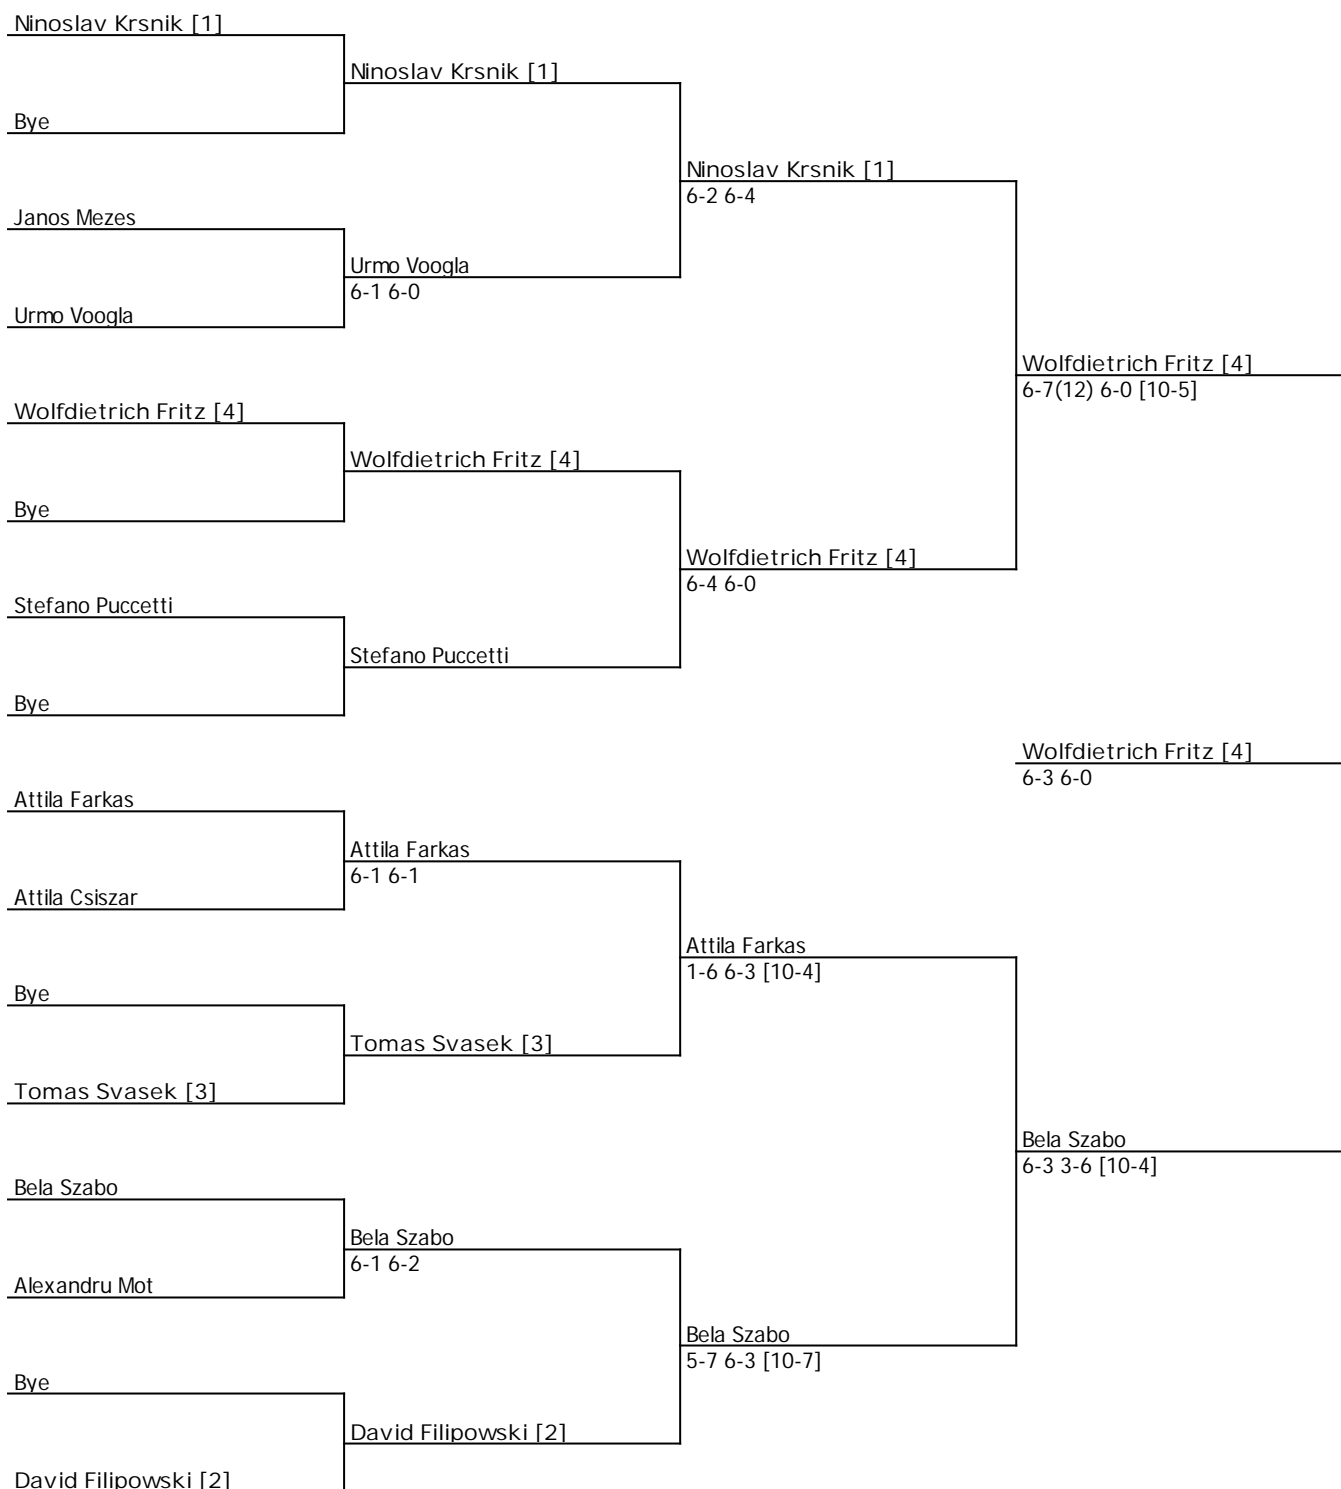 Ninoslav Krsnik [1]
Ninoslav Krsnik [1]
Bye
Ninoslav Krsnik [1]
6-2 6-4
Janos Mezes
Urmo Voogla
6-1 6-0
Urmo Voogla
Wolfdietrich Fritz [4]
6-7(12) 6-0 [10-5]
Wolfdietrich Fritz [4]
Wolfdietrich Fritz [4]
Bye
Wolfdietrich Fritz [4]
6-4 6-0
Stefano Puccetti
Stefano Puccetti
Bye
Wolfdietrich Fritz [4]
6-3 6-0
Attila Farkas
Attila Farkas
6-1 6-1
Attila Csiszar
Attila Farkas
1-6 6-3 [10-4]
Bye
Tomas Svasek [3]
Tomas Svasek [3]
Bela Szabo
6-3 3-6 [10-4]
Bela Szabo
Bela Szabo
6-1 6-2
Alexandru Mot
Bela Szabo
5-7 6-3 [10-7]
Bye
David Filipowski [2]
David Filipowski [2]